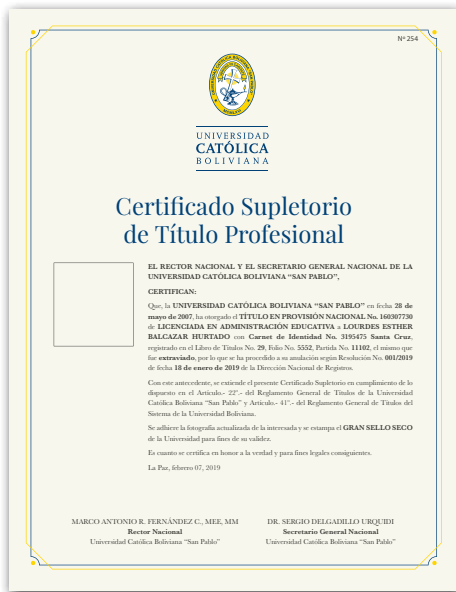 Nº 254
UNIVERSIDAD
CATÓLICA
BOLIVIANA
Certificado Supletorio
de Título Profesional
EL RECTOR NACIONAL Y EL SECRETARIO GENERAL NACIONAL DE LA
UNIVERSIDAD CATÓLICA BOLIVIANA “SAN PABLO”,
CERTIFICAN:
Que, la UNIVERSIDAD CATÓLICA BOLIVIANA “SAN PABLO” en fecha 28 de
mayo de 2007, ha otorgado el TÍTULO EN PROVISIÓN NACIONAL No. 160307730
de LICENCIADA EN ADMINISTRACIÓN EDUCATIVA a LOURDES ESTHER
BALCAZAR HURTADO con Carnet de Identidad No. 3195475 Santa Cruz,
registrado en el Libro de Títulos No. 29, Folio No. 5552, Partida No. 11102, el mismo que
fue extraviado, por lo que se ha procedido a su anulación según Resolución No. 001/2019
de fecha 18 de enero de 2019 de la Dirección Nacional de Registros.
Con este antecedente, se extiende el presente Certificado Supletorio en cumplimiento de lo
dispuesto en el Artículo.- 22º.- del Reglamento General de Títulos de la Universidad
Católica Boliviana “San Pablo” y Artículo.- 41º.- del Reglamento General de Títulos del
Sistema de la Universidad Boliviana.
Se adhiere la fotografía actualizada de la interesada y se estampa el GRAN SELLO SECO
de la Universidad para fines de su validez.
Es cuanto se certifica en honor a la verdad y para fines legales consiguientes.
La Paz, febrero 07, 2019
MARCO ANTONIO R. FERNÁNDEZ C., MEE, MM
Rector Nacional
Universidad Católica Boliviana “San Pablo”
DR. SERGIO DELGADILLO URQUIDI
Secretario General Nacional
Universidad Católica Boliviana “San Pablo”